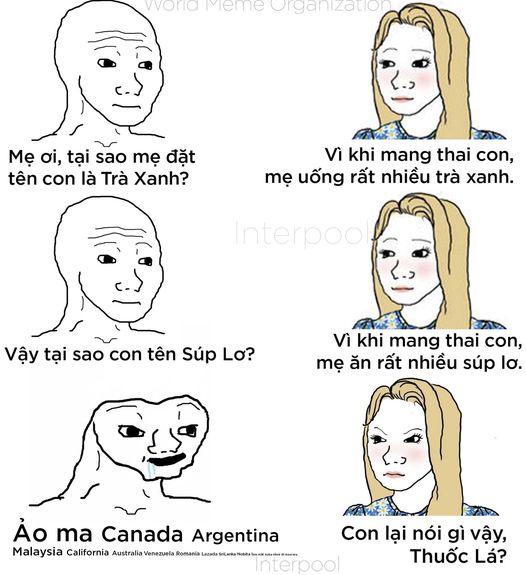 World Meme Organization
Mẹ ơi, tại sao mẹ đặt
tên con là Trà Xanh?
Vì khi mang thai con,
mẹ uống rất nhiều trà xanh.
Interpool
Vậy tại sao con tên Súp Lơ?
Vì khi mang thai con,
mẹ ăn rất nhiều súp lơ.
Ảo ma Canada Argentina
Malaysia California Australia Venezuela Romania Lazada SriLanka Nobita
Con lại nói gì vậy,
Thuốc Lá?
Interpool